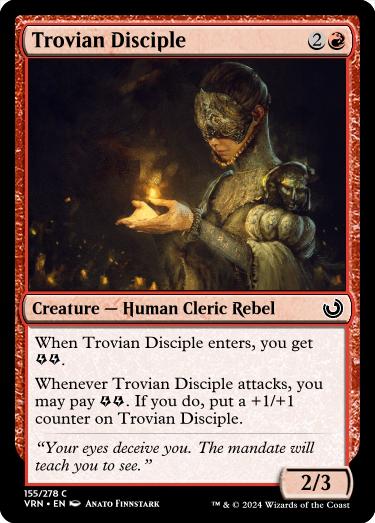 Trovian Disciple 2
Creature — Human Cleric Rebel
When Trovian Disciple enters, you get
.
Whenever Trovian Disciple attacks, you
may pay . If you do, put a +1/+1
counter on Trovian Disciple.
“Your eyes deceive you. The mandate will
teach you to see.”
2/3
155/278 C
VRN • EN ANATO FINNSTARK
™ & © 2024 Wizards of the Coast